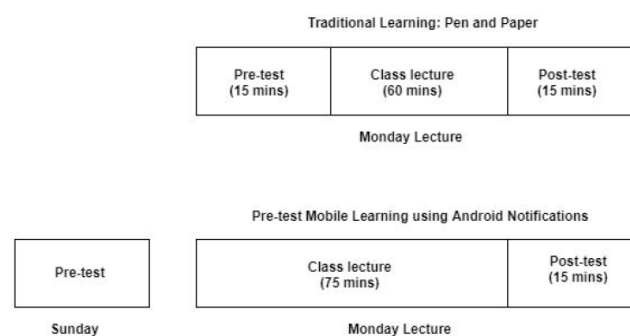 Traditional Learning: Pen and Paper
Pre-test
(15 mins)
Class lecture
(60 mins)
Post-test
(15 mins)
Monday Lecture
Pre-test Mobile Learning using Android Notifications
Pre-test
Class lecture
(75 mins)
Post-test
(15 mins)
Sunday
Monday Lecture